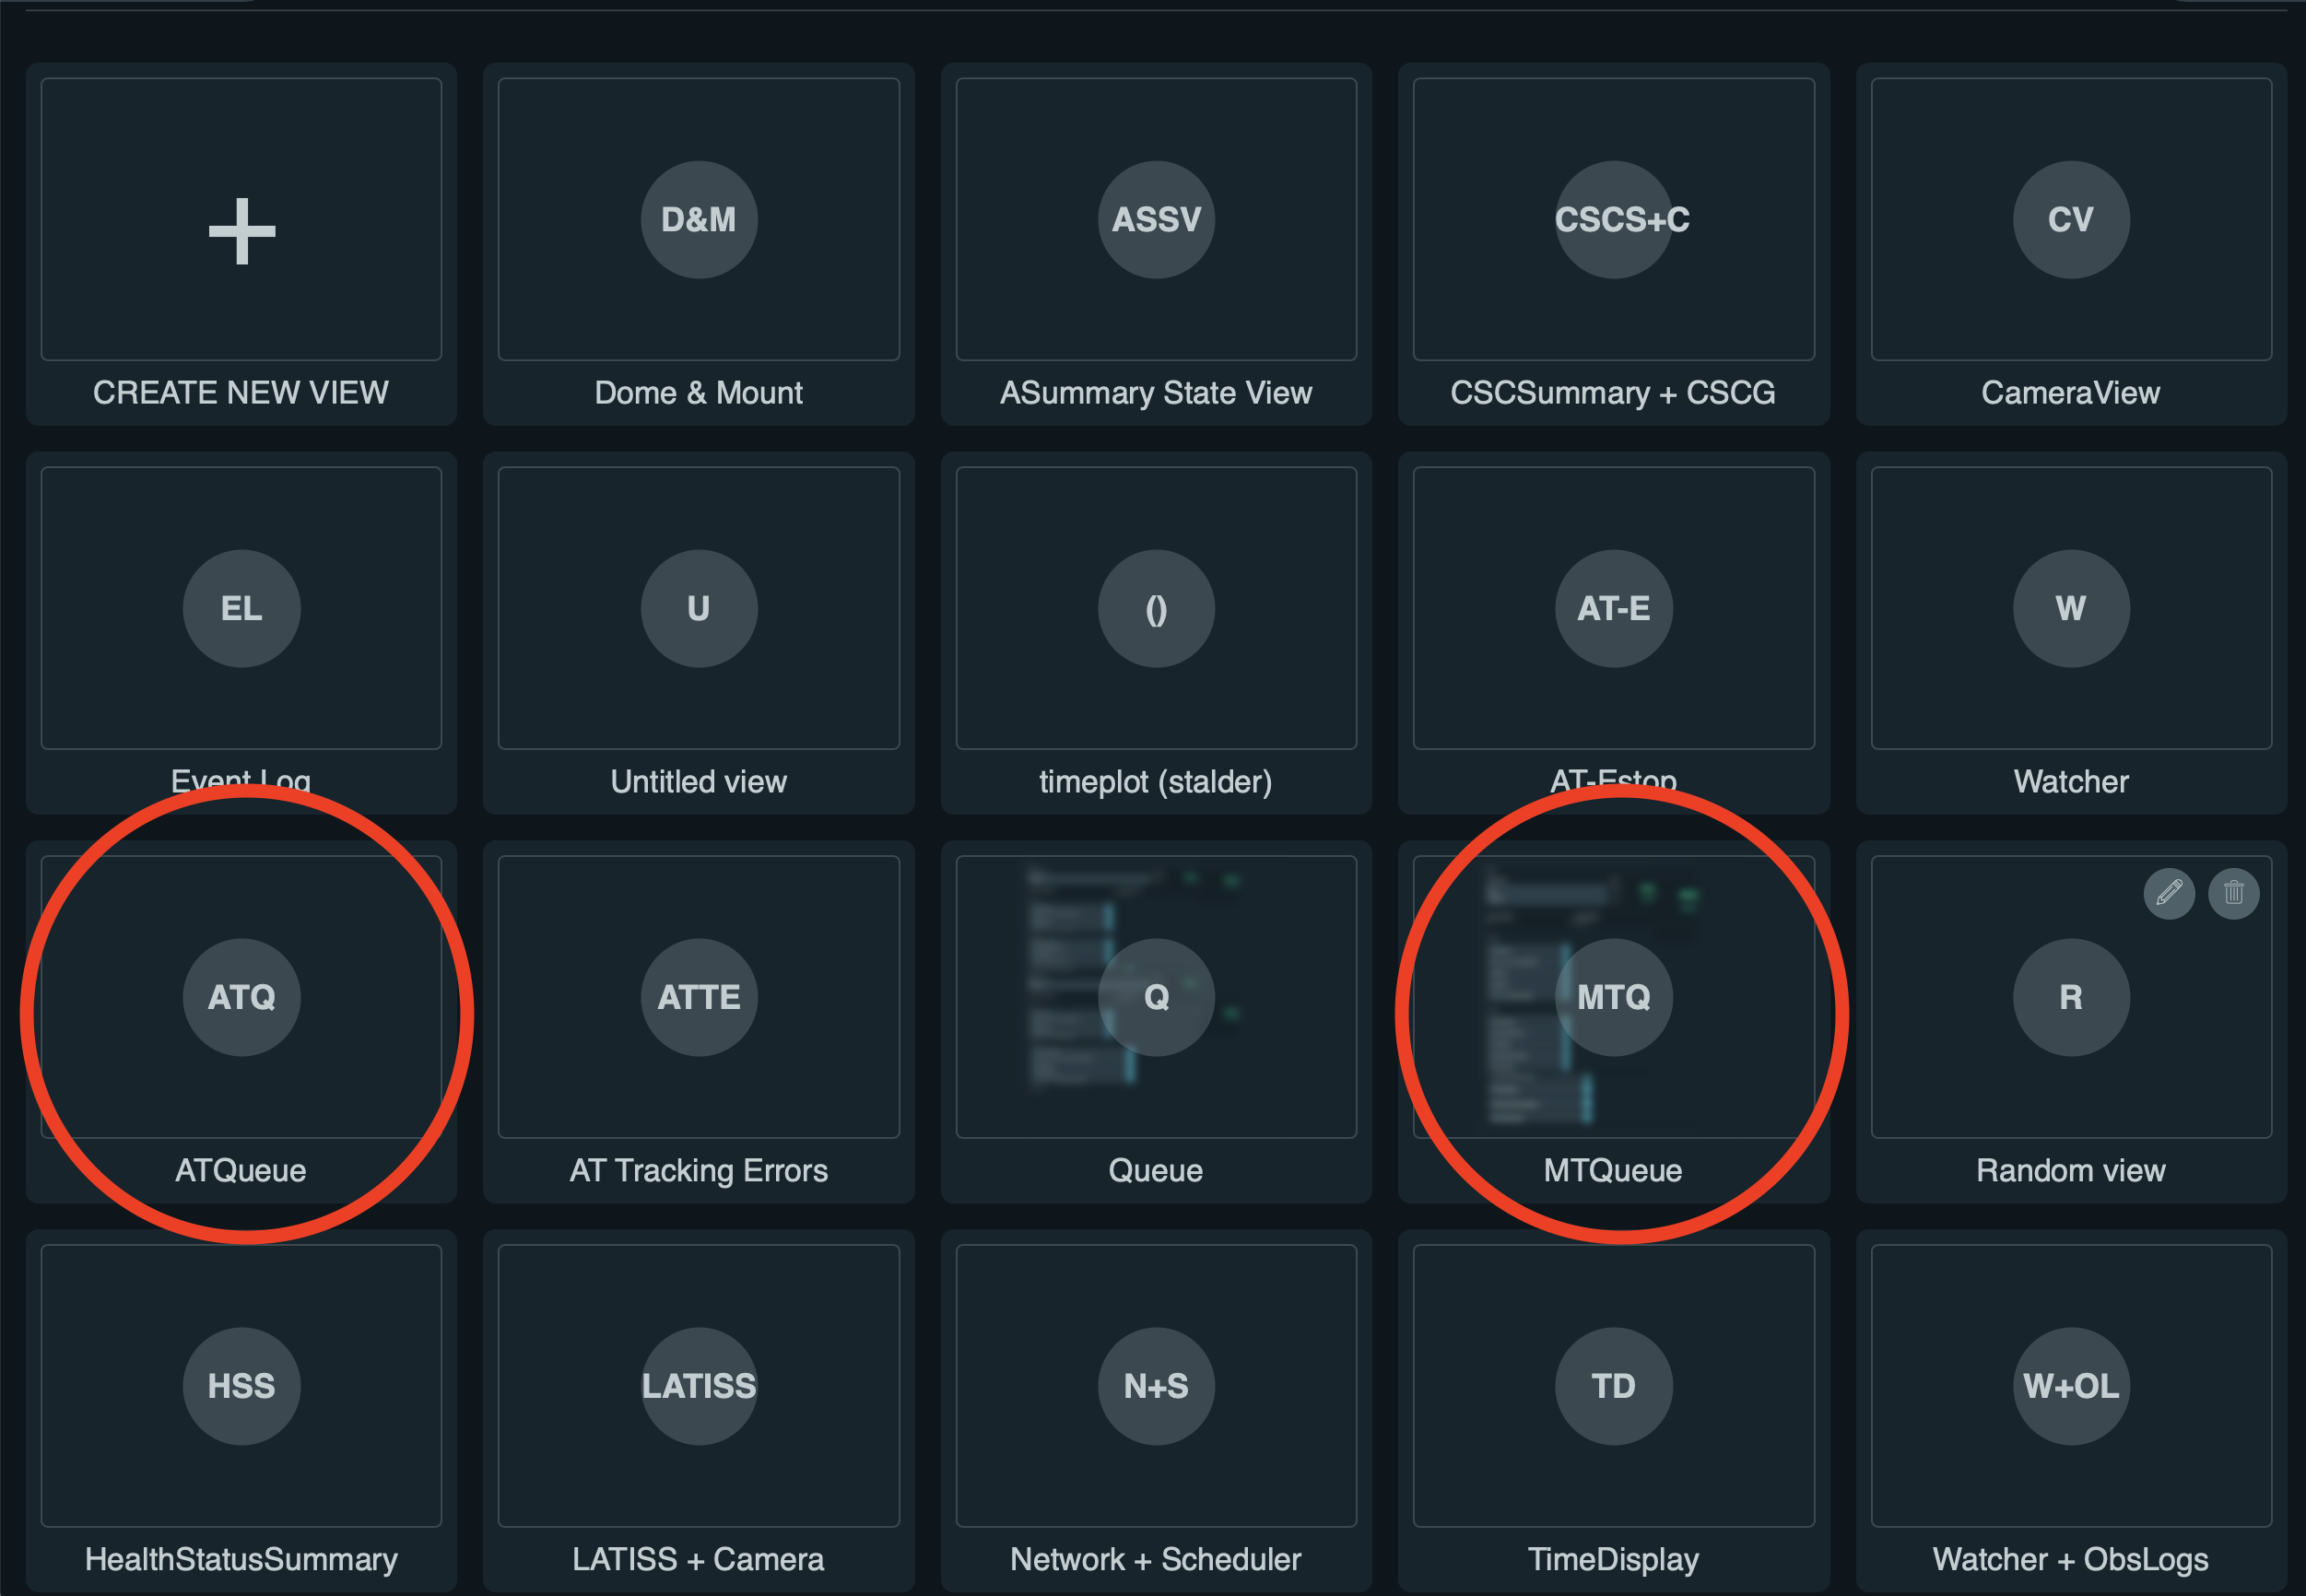 D&M
ASSV
CSCS+C
CV
CREATE NEW VIEW
Dome & Mount
ASummary State View
CSCSummary + CSCG
CameraView
EL
U
()
AT-E
W
Event Log
Untitled view
timeplot (stalder)
AT-Estop
Watcher
ATQ
ATTE
Q
MTQ
R
ATQueue
AT Tracking Errors
Queue
MTQueue
Random view
HSS
LATISS
N+S
TD
W+OL
HealthStatusSummary
LATISS + Camera
Network + Scheduler
TimeDisplay
Watcher + ObsLogs